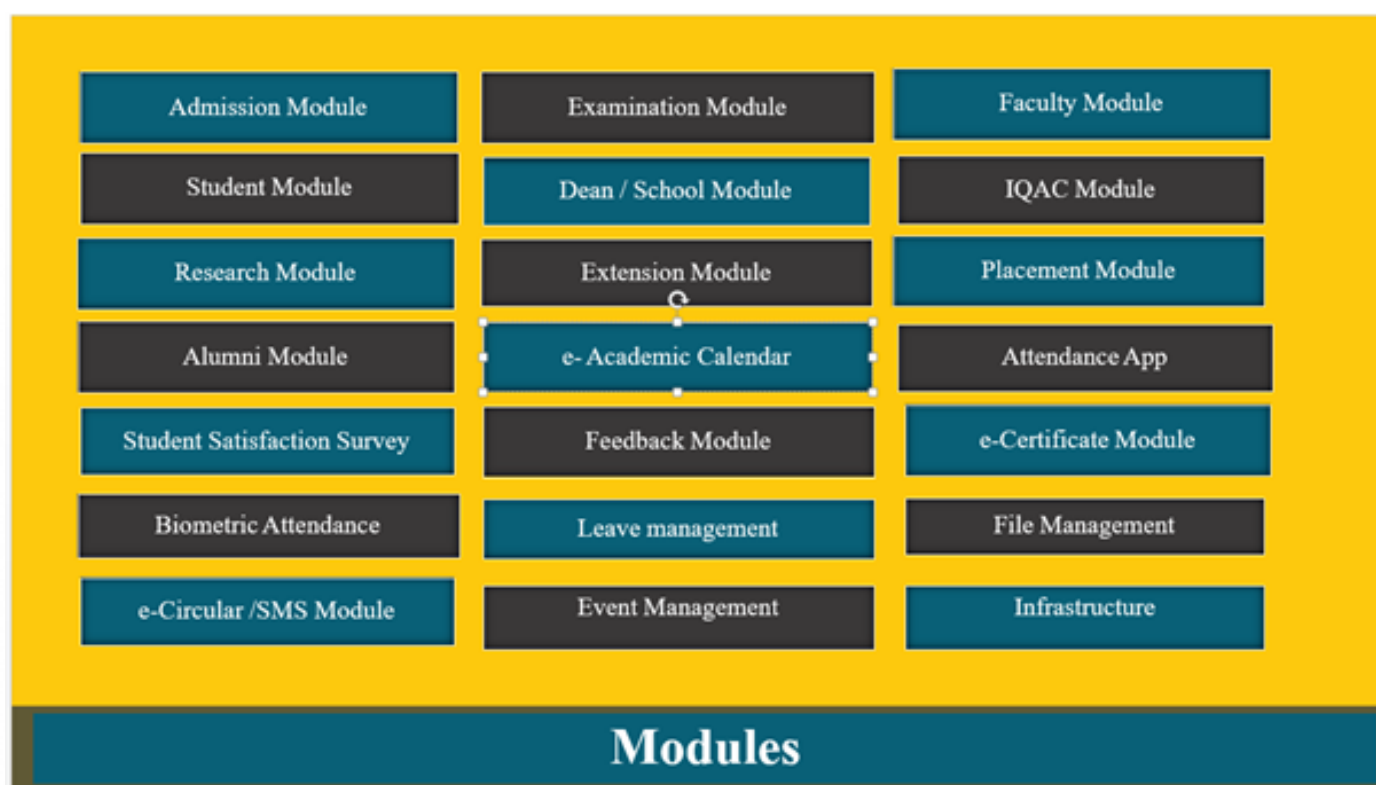 Admission Module
Examination Module
Faculty Module
Student Module
Dean / School Module
IQAC Module
Research Module
Extension Module
Placement Module
Alumni Module
e- Academic Calendar
Attendance App
Student Satisfaction Survey
Feedback Module
e-Certificate Module
Biometric Attendance
Leave management
File Management
e-Circular /SMS Module
Event Management
Infrastructure
Modules